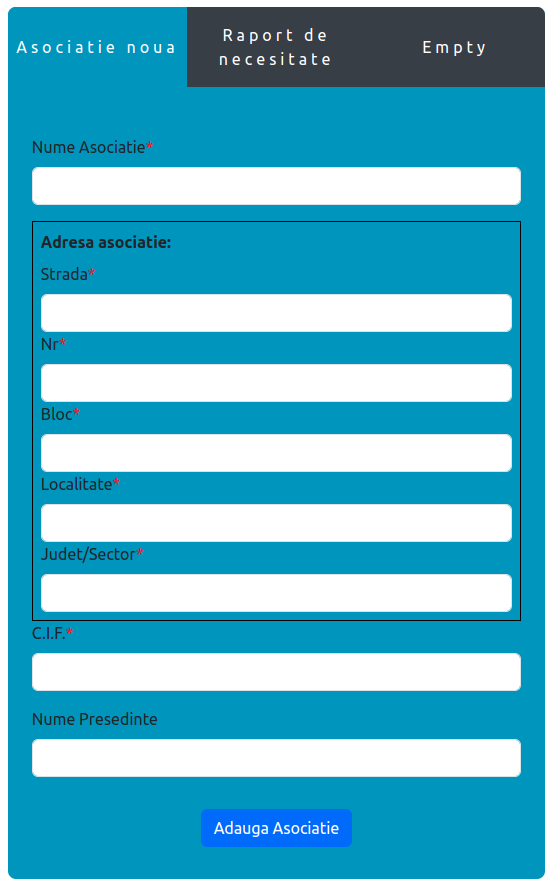 Asociatie noua
Raport de
necesitate
Empty
Nume Asociatie*
Adresa asociatie:
Strada*
Nr*
Bloc*
Localitate*
Judet/Sector*
C.I.F.*
Nume Presedinte
Adauga Asociatie